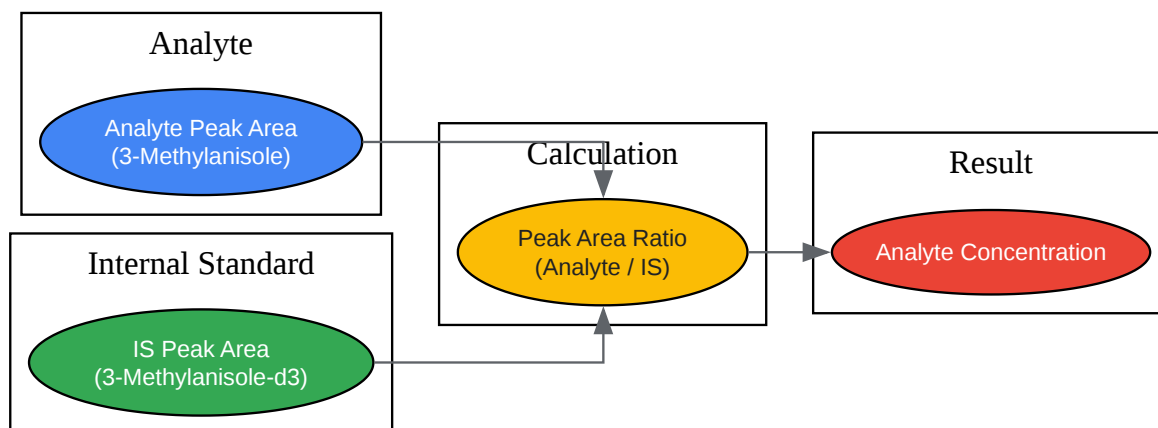 Analyte
Analyte Peak Area
(3-Methylanisole)
Internal Standard
IS Peak Area
(3-Methylanisole-d3)
Calculation
Peak Area Ratio
(Analyte / IS)
Result
Analyte Concentration